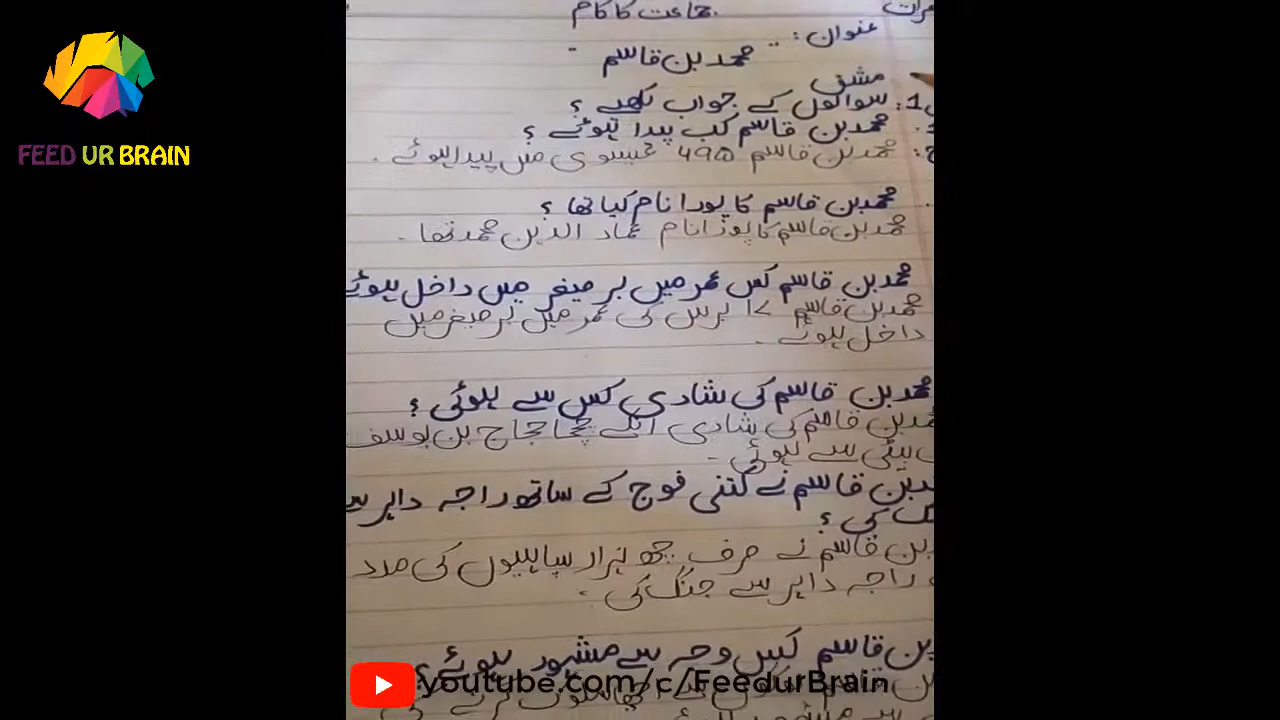 جماعت کا کام
عنوان:
"محمد بن قاسم"
مشق
1: سوالوں کے جواب لکھے ؟
محمد بن قاسم کب پیدا ہوئے ؟
محمد بن قاسم ۶۹۵ عیسوی میں پیدا ہوئے ۔
محمد بن قاسم کا پورا نام کیا تھا ؟
محمد بن قاسم کا پورا نام عماد الدین محمد تھا ۔
محمد بن قاسم کس عمر میں بر صغیر میں داخل ہوئے
محمد بن قاسم ۱۷ برس کی عمر میں بر صغیر میں
داخل ہوئے ۔
محمد بن قاسم کی شادی کس سے ہوئی ؟
بن قاسم کی شادی انکے چچا حجاج بن یوسف
بیٹی سے ہوئی ۔
بن قاسم نے کتنی فوج کے ساتھ راجہ داہر
کی ؟
بن قاسم نے صرف چھ ہزار سپاہیوں کی مدد
راجہ داہر سے جنگ کی ۔
بن قاسم کس وجہ سے مشہور ہوئے ؟
FEED UR BRAIN
youtube.com/c/FeedurBrain